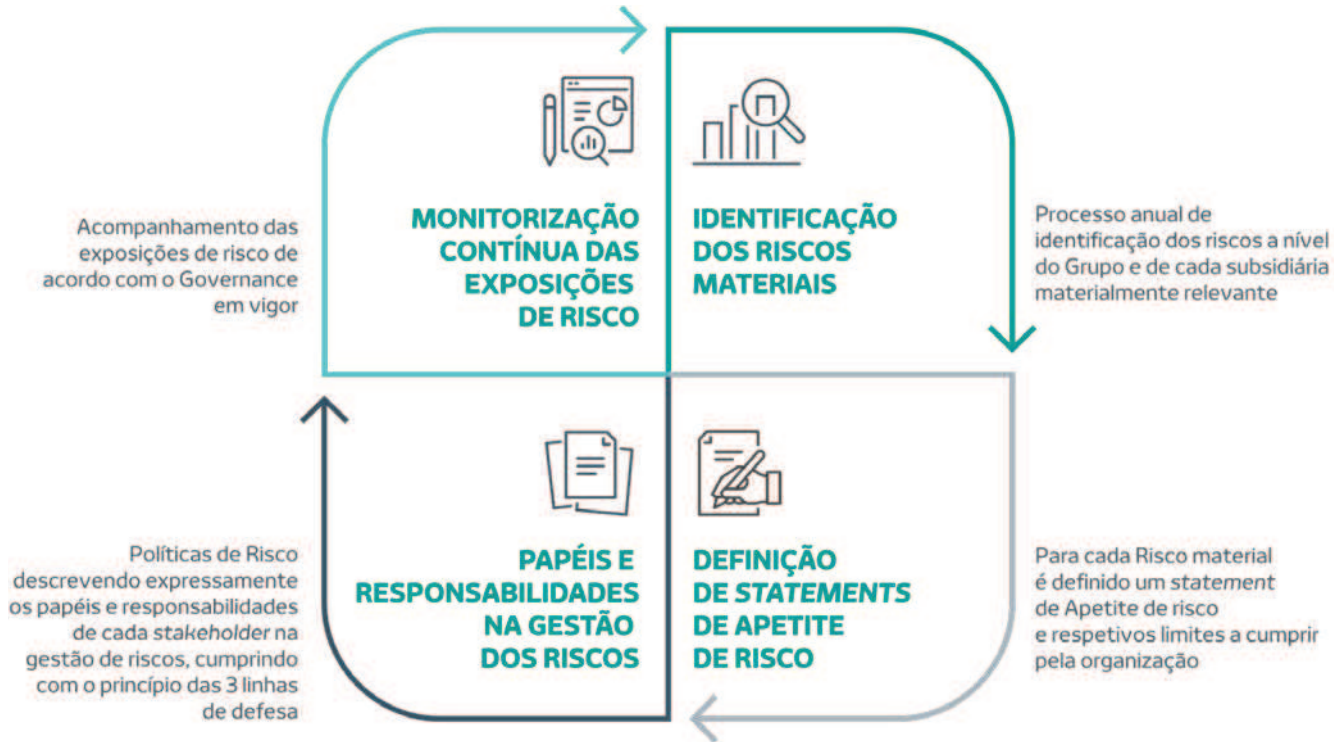 MONITORIZAÇÃO
CONTÍNUA DAS
EXPOSIÇÕES
DE RISCO
IDENTIFICAÇÃO
DOS RISCOS
MATERIAIS
Acompanhamento das
exposições de risco de
acordo com o Governance
em vigor
Processo anual de
identificação dos riscos a nível
do Grupo e de cada subsidiária
materialmente relevante
PAPÉIS E
RESPONSABILIDADES
NA GESTÃO
DOS RISCOS
DEFINIÇÃO
DE STATEMENTS
DE APETITE
DE RISCO
Políticas de Risco
descrevendo expressamente
os papéis e responsabilidades
de cada stakeholder na
gestão de riscos, cumprindo
com o princípio das 3 linhas
de defesa
Para cada Risco material
é definido um statement
de Apetite de risco
e respetivos limites a cumprir
pela organização